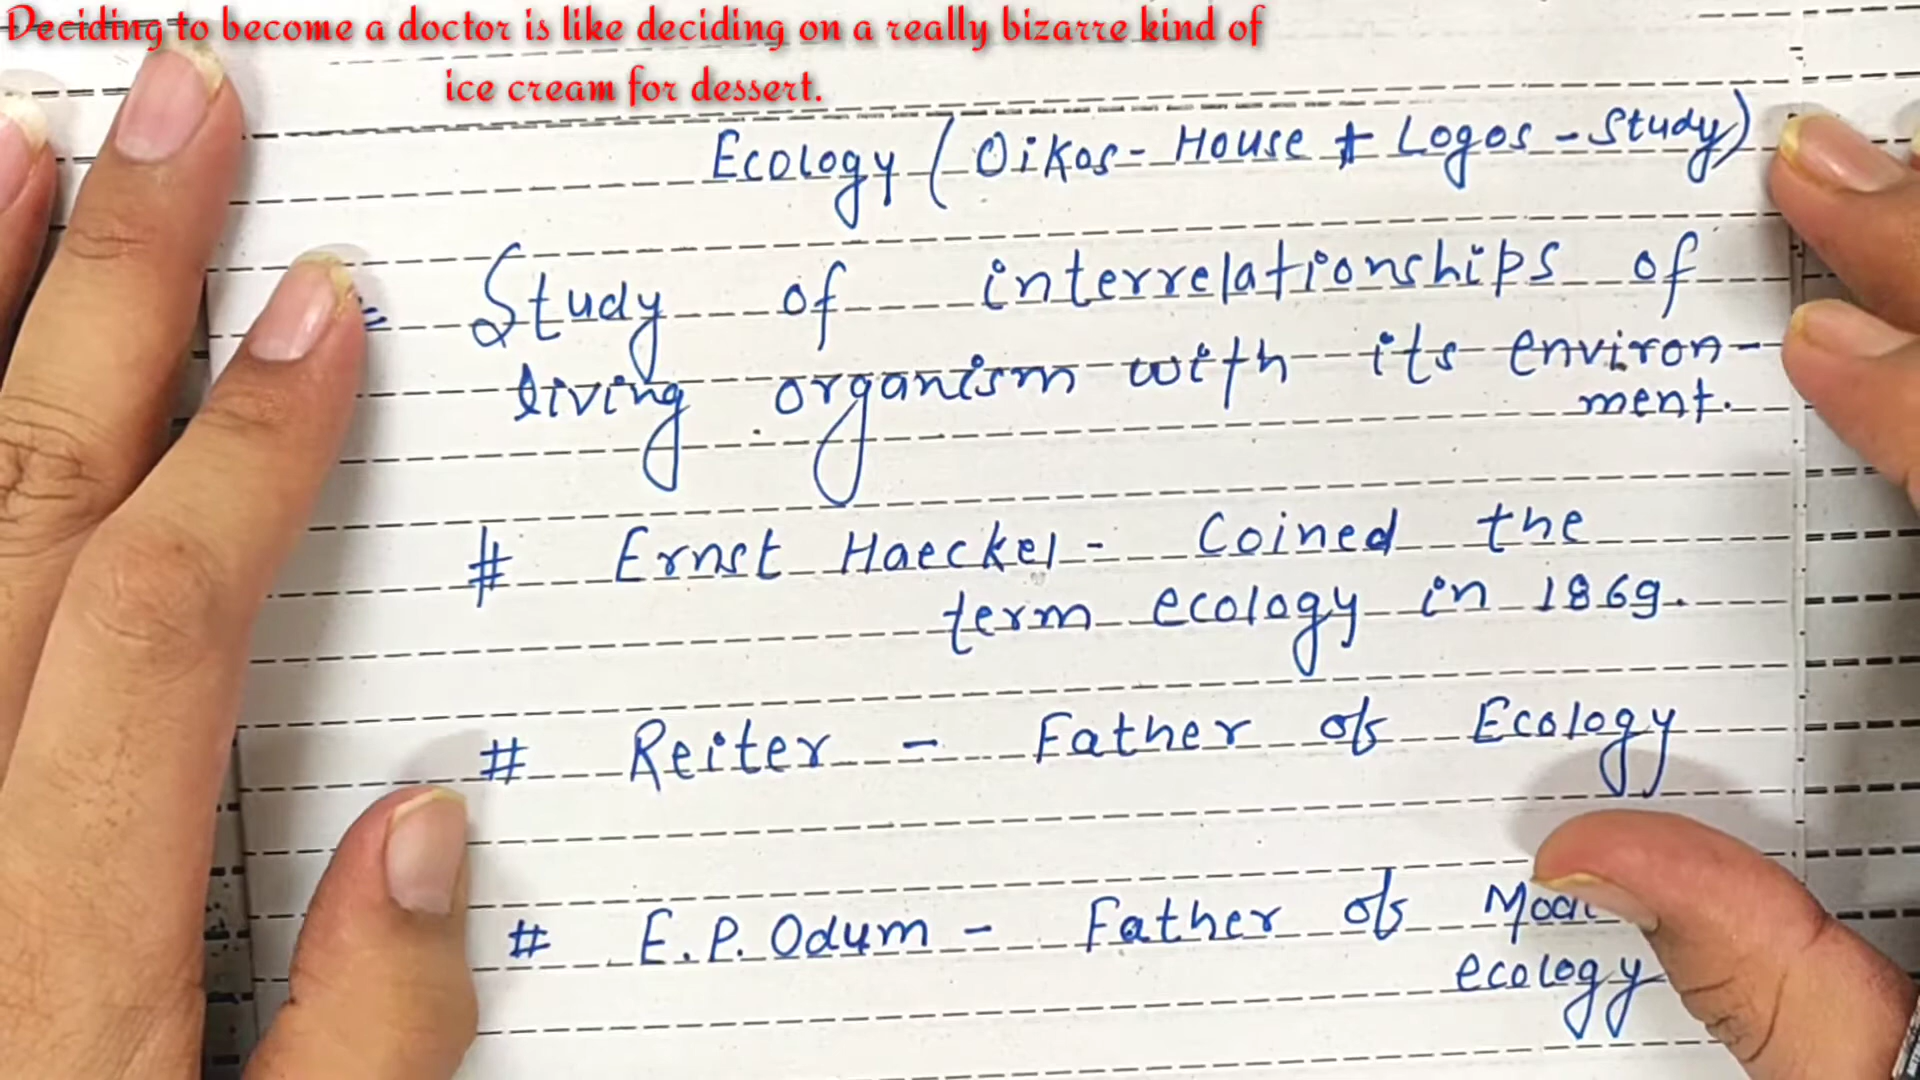 Deciding to become a doctor is like deciding on a really bizarre kind of
ice cream for dessert.
Ecology (Oikos - House + Logos - Study)
= Study of interrelationships of
living organism with its environ-
ment.
# Ernst Haeckel - Coined the
term ecology in 1869.
# Reiter - Father of Ecology
# E.P. Odum - Father of
ecology